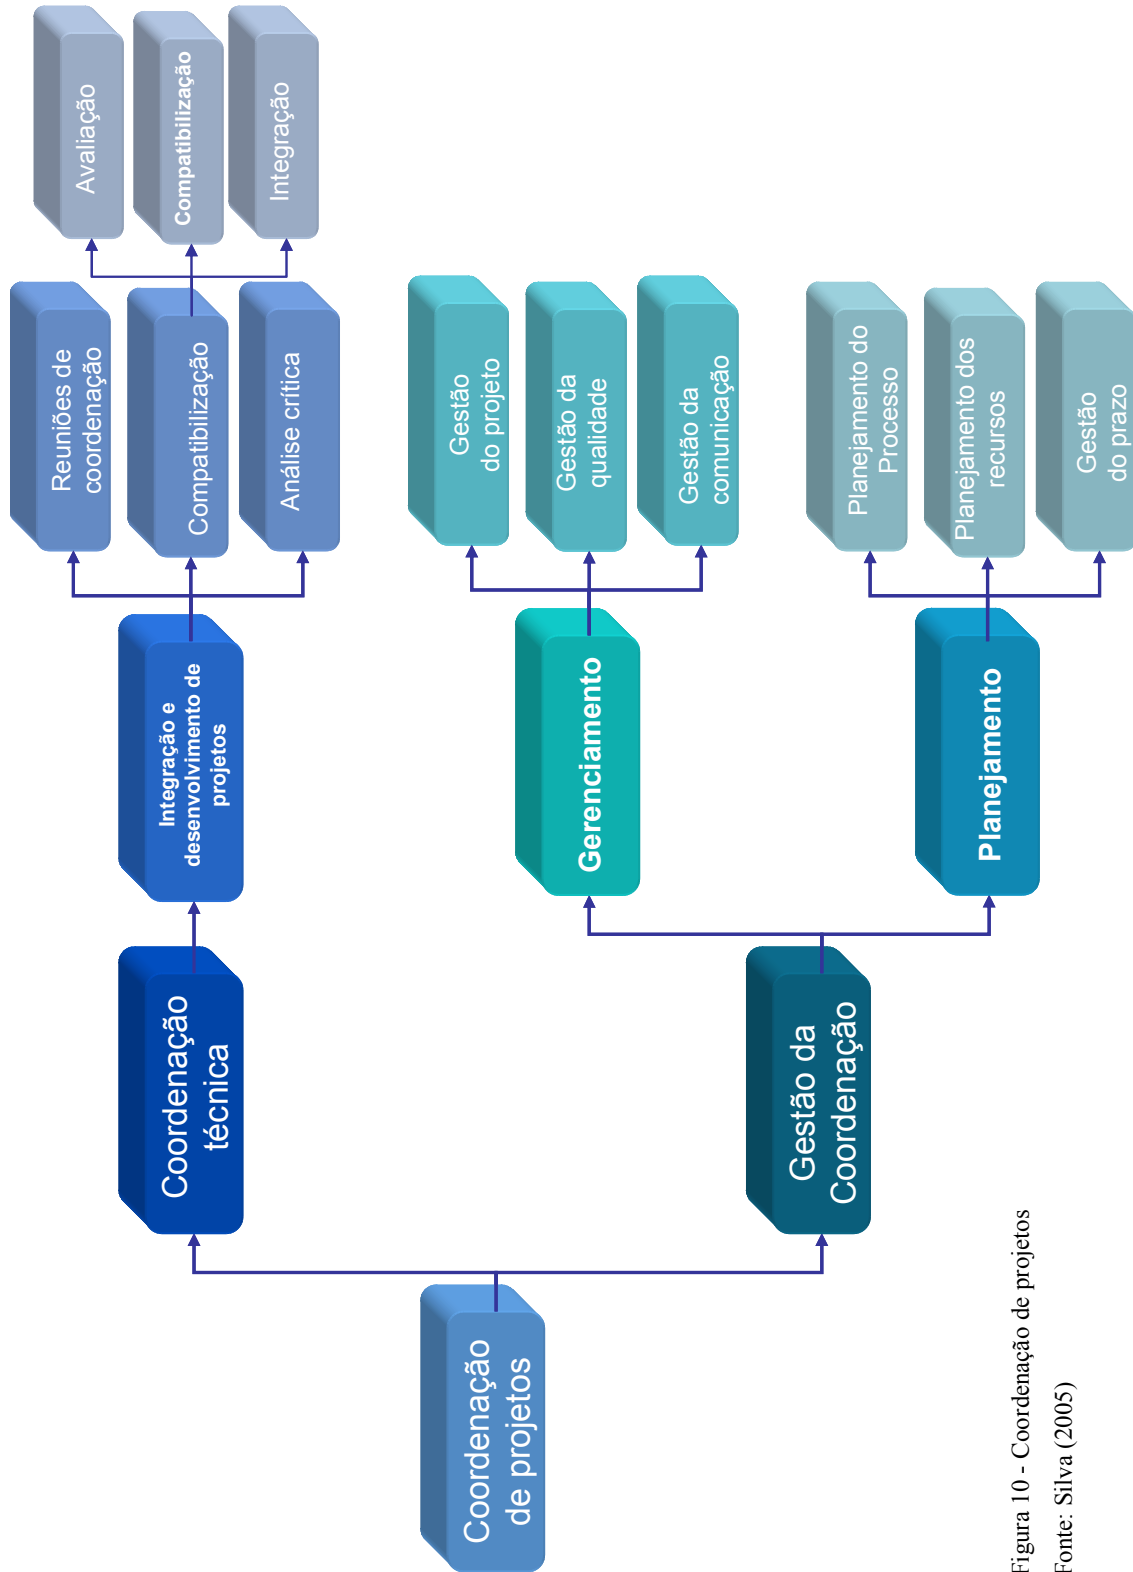 Coordenação
de projetos
Coordenação
técnica
Integração e
desenvolvimento de
projetos
Reuniões de
coordenação
Compatibilização
Análise crítica
Avaliação
Compatibilização
Integração
Gestão da
Coordenação
Gerenciamento
Gestão
do projeto
Gestão da
qualidade
Gestão da
comunicação
Planejamento
Planejamento do
Processo
Planejamento dos
recursos
Gestão
do prazo
Figura 10 - Coordenação de projetos
Fonte: Silva (2005)